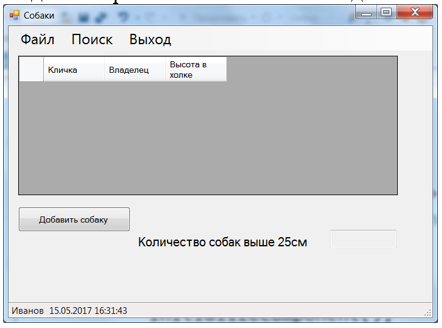 Собаки
Файл Поиск Выход
Кличка Владелец Высота в холке
Добавить собаку
Количество собак выше 25см
Иванов 15.05.2017 16:31:43